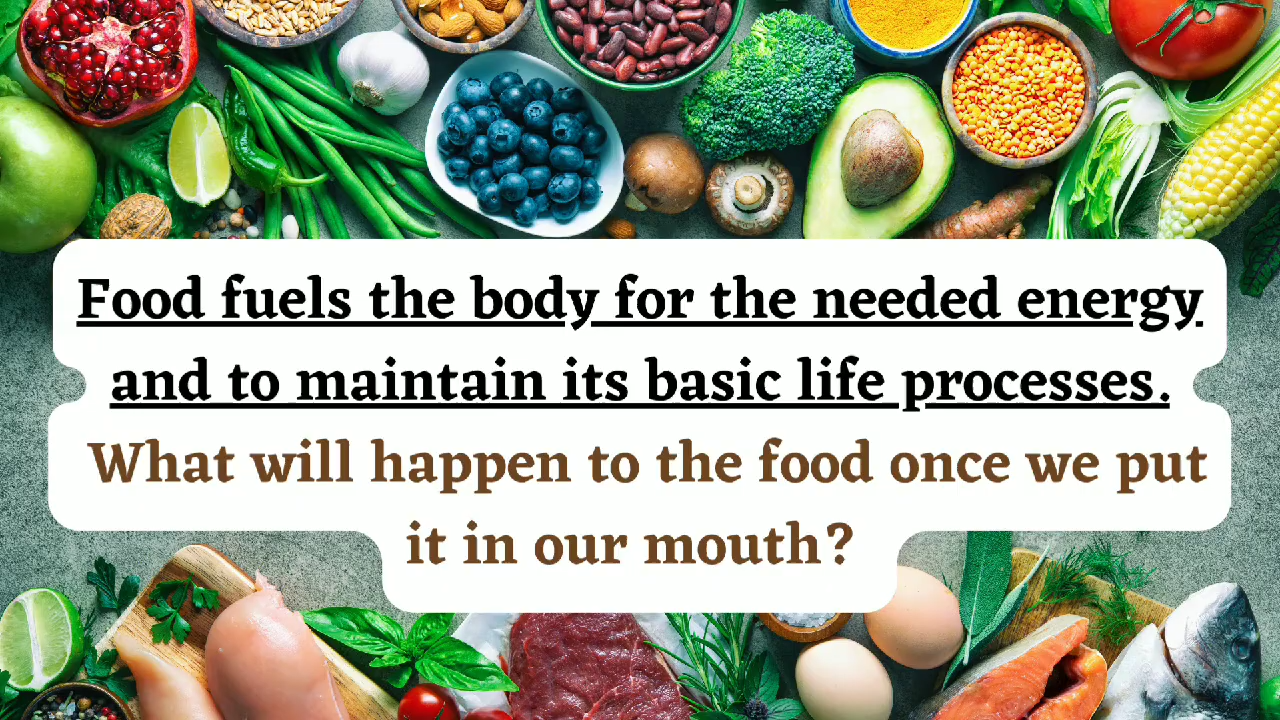 Food fuels the body for the needed energy
and to maintain its basic life processes.
What will happen to the food once we put
it in our mouth?